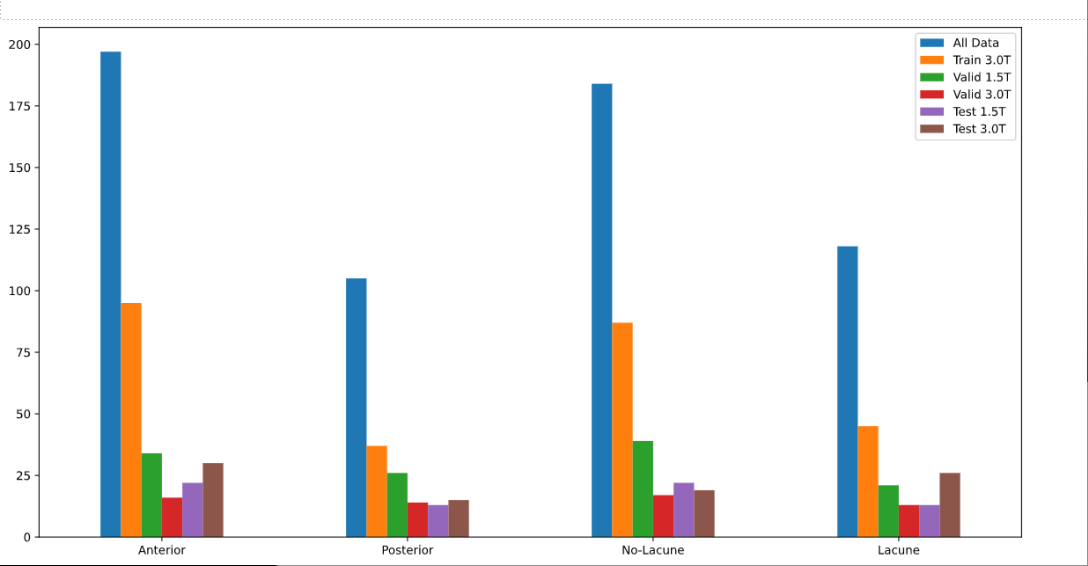 200
175
150
125
100
75
50
25
0
All Data
Train 3.0T
Valid 1.5T
Valid 3.0T
Test 1.5T
Test 3.0T
Anterior Posterior No-Lacune Lacune